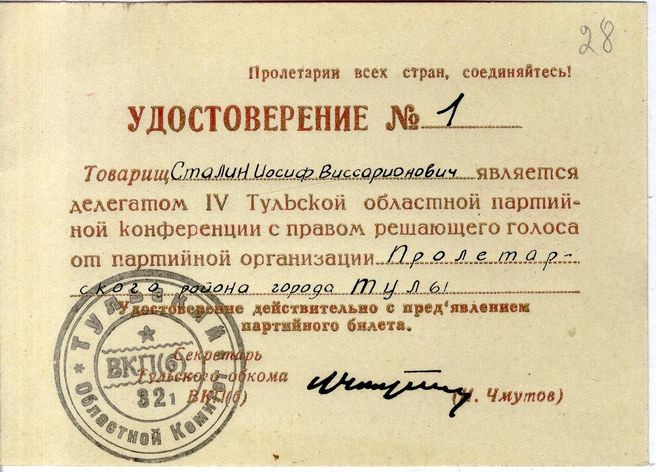 28
Пролетарии всех стран, соединяйтесь!
УДОСТОВЕРЕНИЕ № 1
Товарищ Сталин Иосиф Виссарионович является
делегатом IV Тульской областной партий-
ной конференции с правом решающего голоса
от партийной организации Пролетар-
ского района города Тулы
Удостоверение действительно с пред'явлением
партийного билета.
Секретарь
Тульского обкома
ВКП(б)
(Н. Чмутов)
Тульский
Областной Комитет
ВКП(б)
321